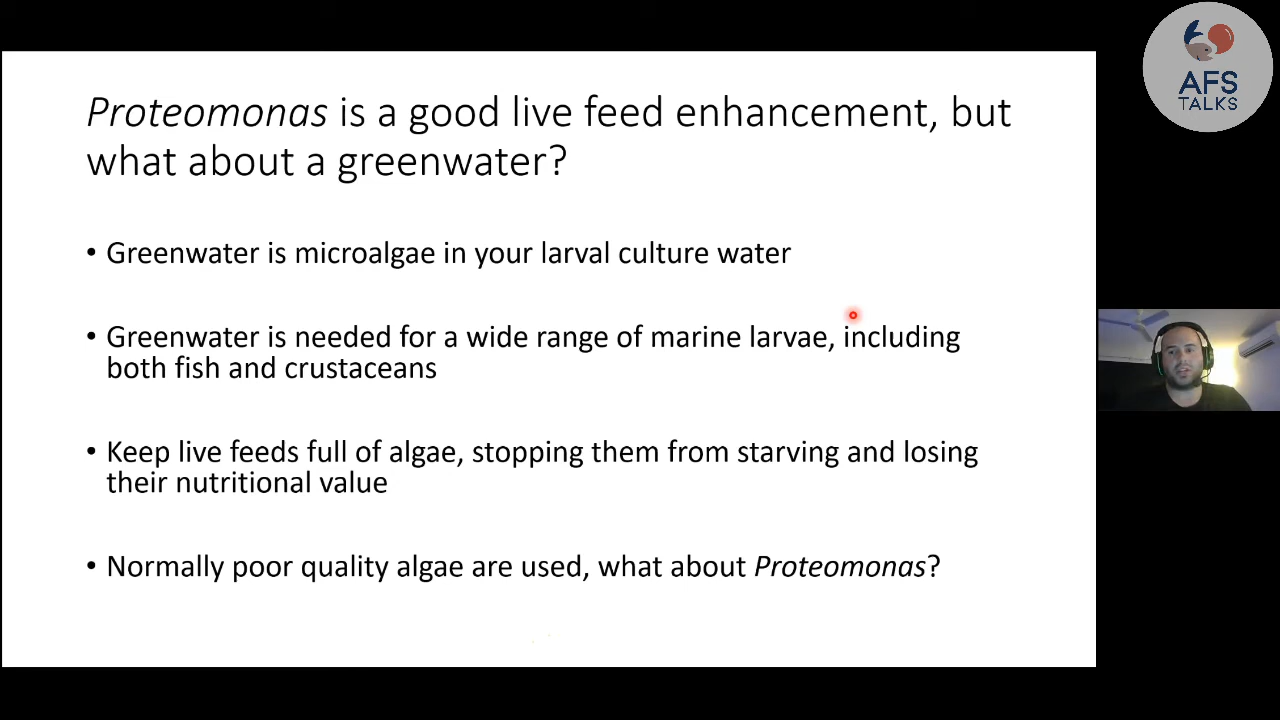 AFS
TALKS
Proteomonas is a good live feed enhancement, but
what about a greenwater?
• Greenwater is microalgae in your larval culture water
• Greenwater is needed for a wide range of marine larvae, including
both fish and crustaceans
• Keep live feeds full of algae, stopping them from starving and losing
their nutritional value
• Normally poor quality algae are used, what about Proteomonas?